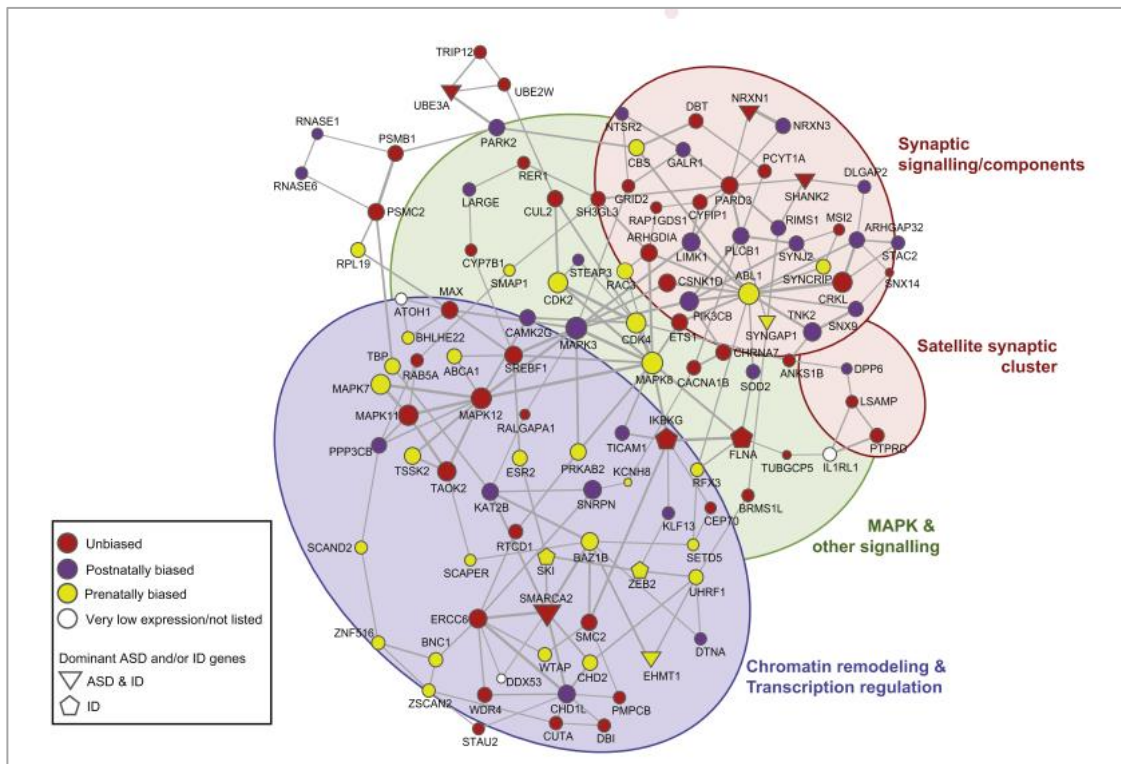 TRIP12
UBE2W
UBE3A
NRXN1
DBT
NTSR2
NRXN3
RNASE1
PSMB1
PARK2
CBS
GALR1
PCYT1A
Synaptic
signalling/components
RNASE6
RER1
DLGAP2
SHANK2
LARGE
GRID2
PARD3
PSMC2
CUL2
SH3GL3
RAP1GDS1
CYFIP1
RIMS1
MSI2
ARHGAP32
ARHGDIA
RPL19
CYP7B1
STEAP3
LIMK1
PLCB1
SYNJ2
STAC2
SMAP1
RAC3
CSNK1D
ABL1
SYNCRIP
CDK2
SNX14
MAX
CRKL
ATOH1
PIK3CB
TNK2
CAMK2G
MAPK3
CDK4
ETS1
SYNGAP1
SNX9
BHLHE22
Satellite synaptic
cluster
TBP
ABCA1
SREBF1
CHRNA7
RAB5A
MAPK8
ANKS1B
DPP6
MAPK7
CACNA1B
SOD2
LSAMP
MAPK11
MAPK12
RALGAPA1
IKBKG
PTPRD
PPP3CB
TICAM1
FLNA
TSSK2
ESR2
PRKAB2
KCNH8
TUBGCP5
IL1RL1
TAOK2
RFX3
KAT2B
SNRPN
BRMS1L
KLF13
CEP70
MAPK &
other signalling
Unbiased
Postnatally biased
Prenatally biased
Very low expression/not listed
Dominant ASD and/or ID genes
ASD & ID
ID
RTCD1
SCAND2
BAZ1B
SETD5
SCAPER
SKI
ZEB2
UHRF1
SMARCA2
ERCC6
ZNF516
BNC1
SMC2
DTNA
WTAP
CHD2
EHMT1
Chromatin remodeling &
Transcription regulation
DDX53
ZSCAN2
WDR4
CHD1L
PMPCB
STAU2
CUTA
DBI